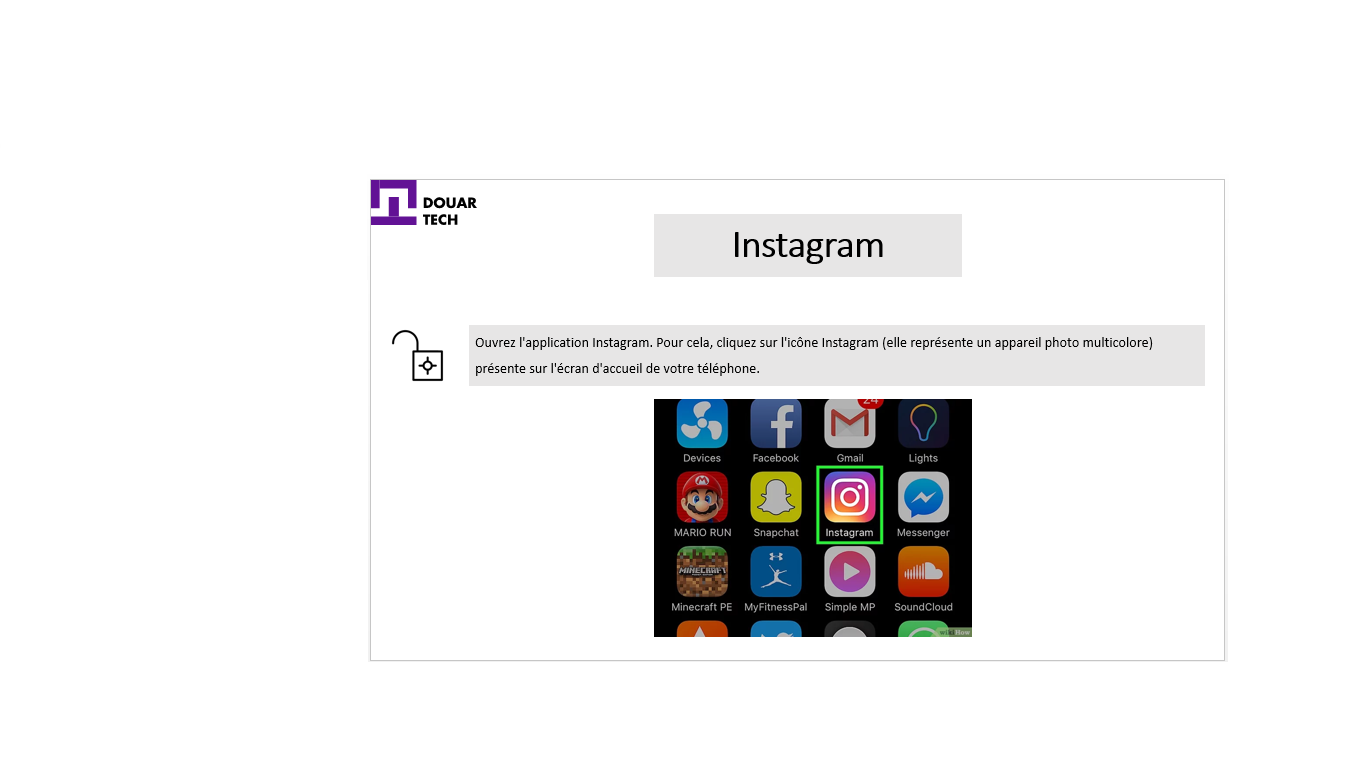 DOUAR
TECH
Instagram
Ouvrez l'application Instagram. Pour cela, cliquez sur l'icône Instagram (elle représente un appareil photo multicolore)
présente sur l'écran d'accueil de votre téléphone.
24
Devices Facebook Gmail Lights
MARIO RUN Snapchat Instagram Messenger
MINECRAFT
Minecraft PE MyFitnessPal Simple MP SoundCloud
wikiHow